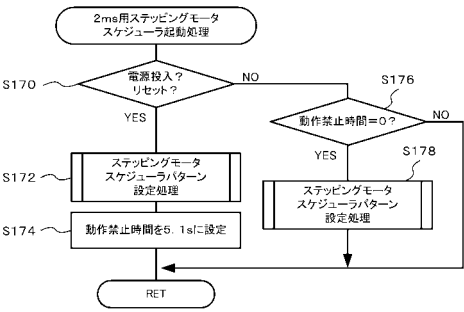 2ms用ステッピングモータ
スケジューラ起動処理
S170
電源投入?
リセット?
NO
YES
S176
動作禁止時間=0?
NO
YES
S172
ステッピングモータ
スケジューラパターン
設定処理
S178
ステッピングモータ
スケジューラパターン
設定処理
S174
動作禁止時間を5.1sに設定
RET